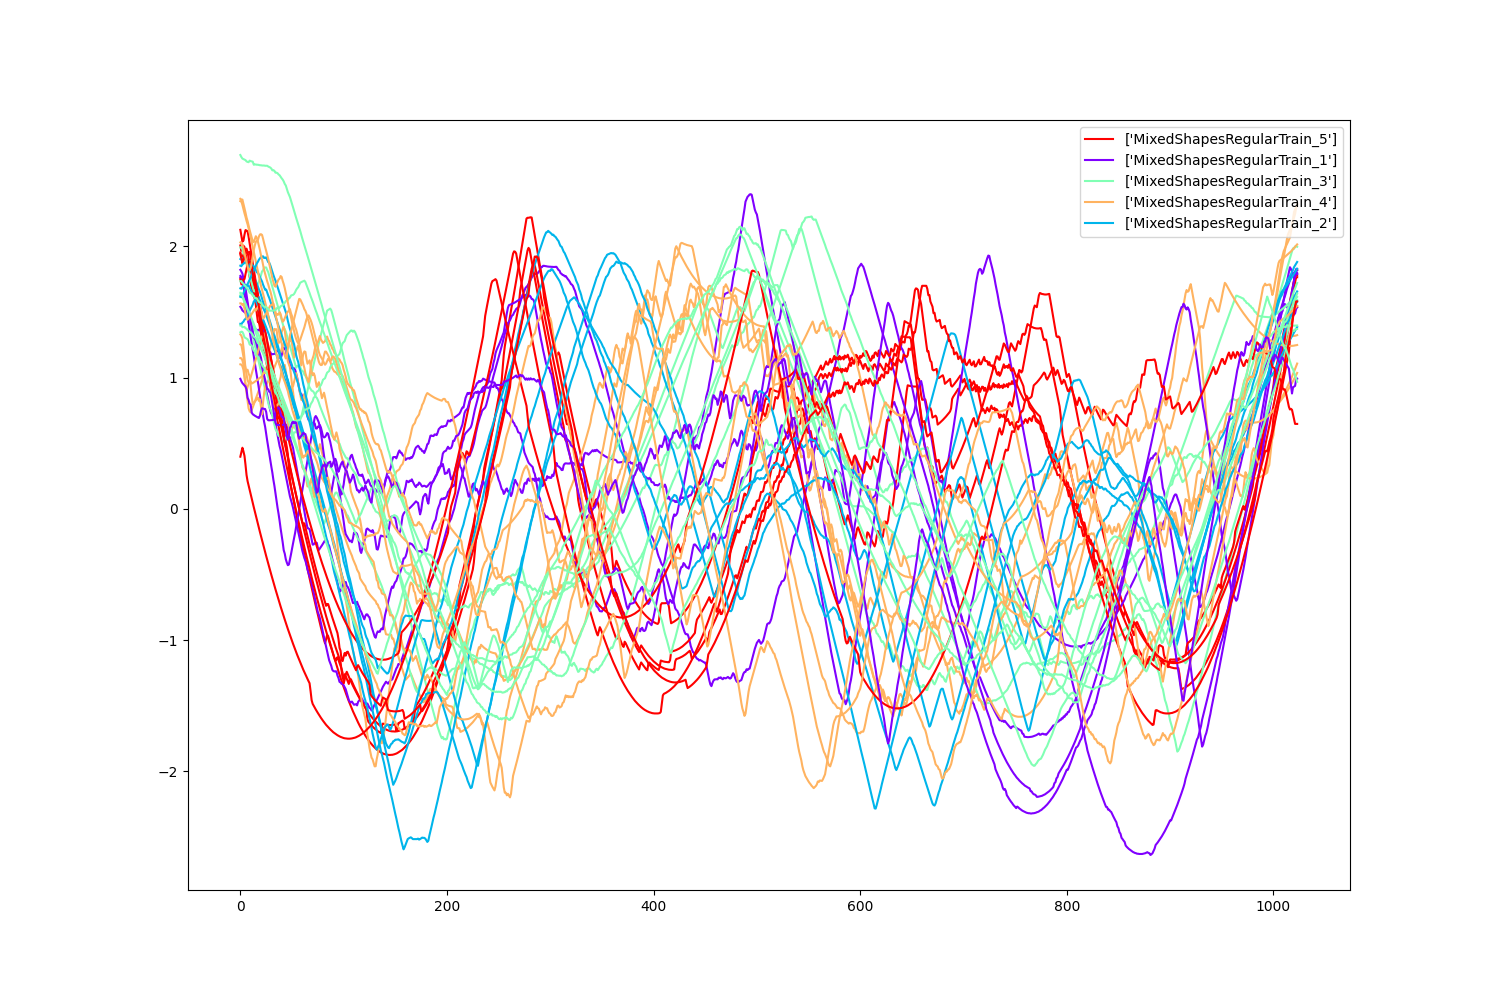 ['MixedShapesRegularTrain_5']
['MixedShapesRegularTrain_1']
['MixedShapesRegularTrain_3']
['MixedShapesRegularTrain_4']
['MixedShapesRegularTrain_2']
2
1
0
−1
−2
0 200 400 600 800 1000